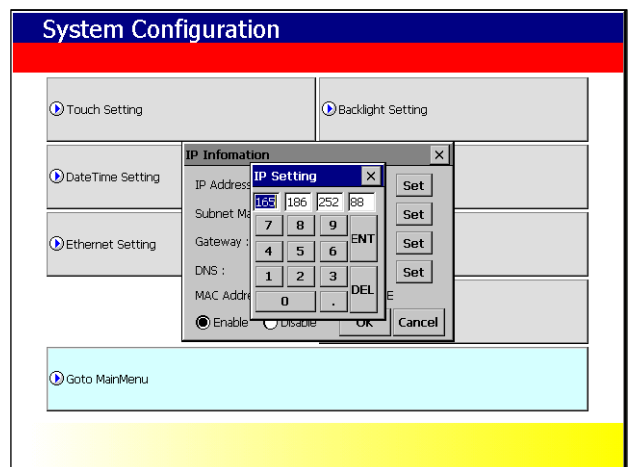 System Configuration
Touch Setting
Backlight Setting
DateTime Setting
Ethernet Setting
IP Infomation
IP Address
Set
Subnet Ma
Set
Gateway :
Set
DNS :
Set
MAC Addre
E
Enable
Disable
OK
Cancel
IP Setting
165 186 252 88
7 8 9 ENT
4 5 6
1 2 3 DEL
0 .
Goto MainMenu